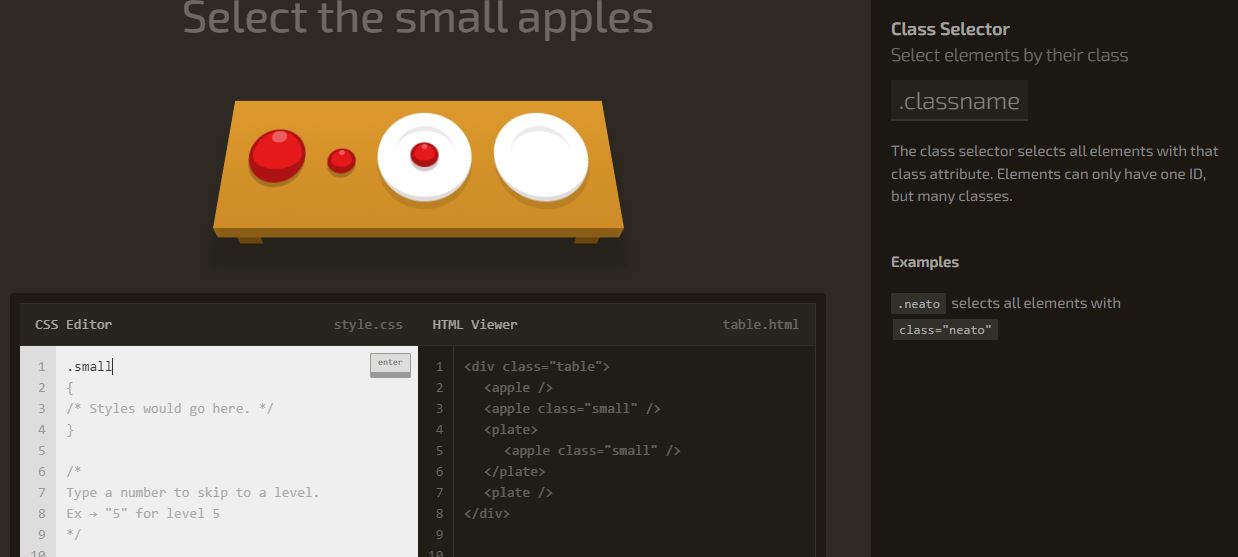 Select the small apples
CSS Editor
style.css
1 .small
enter
2 {
3 /* Styles would go here. */
4 }
5
6 /*
7 Type a number to skip to a level.
8 Ex → "5" for level 5
9 */
10
HTML Viewer
table.html
1 <div class="table">
2 <apple />
3 <apple class="small" />
4 <plate>
5 <apple class="small" />
6 </plate>
7 <plate />
8 </div>
9
10
Class Selector
Select elements by their class
.classname
The class selector selects all elements with that
class attribute. Elements can only have one ID,
but many classes.
Examples
.neato selects all elements with
class="neato"